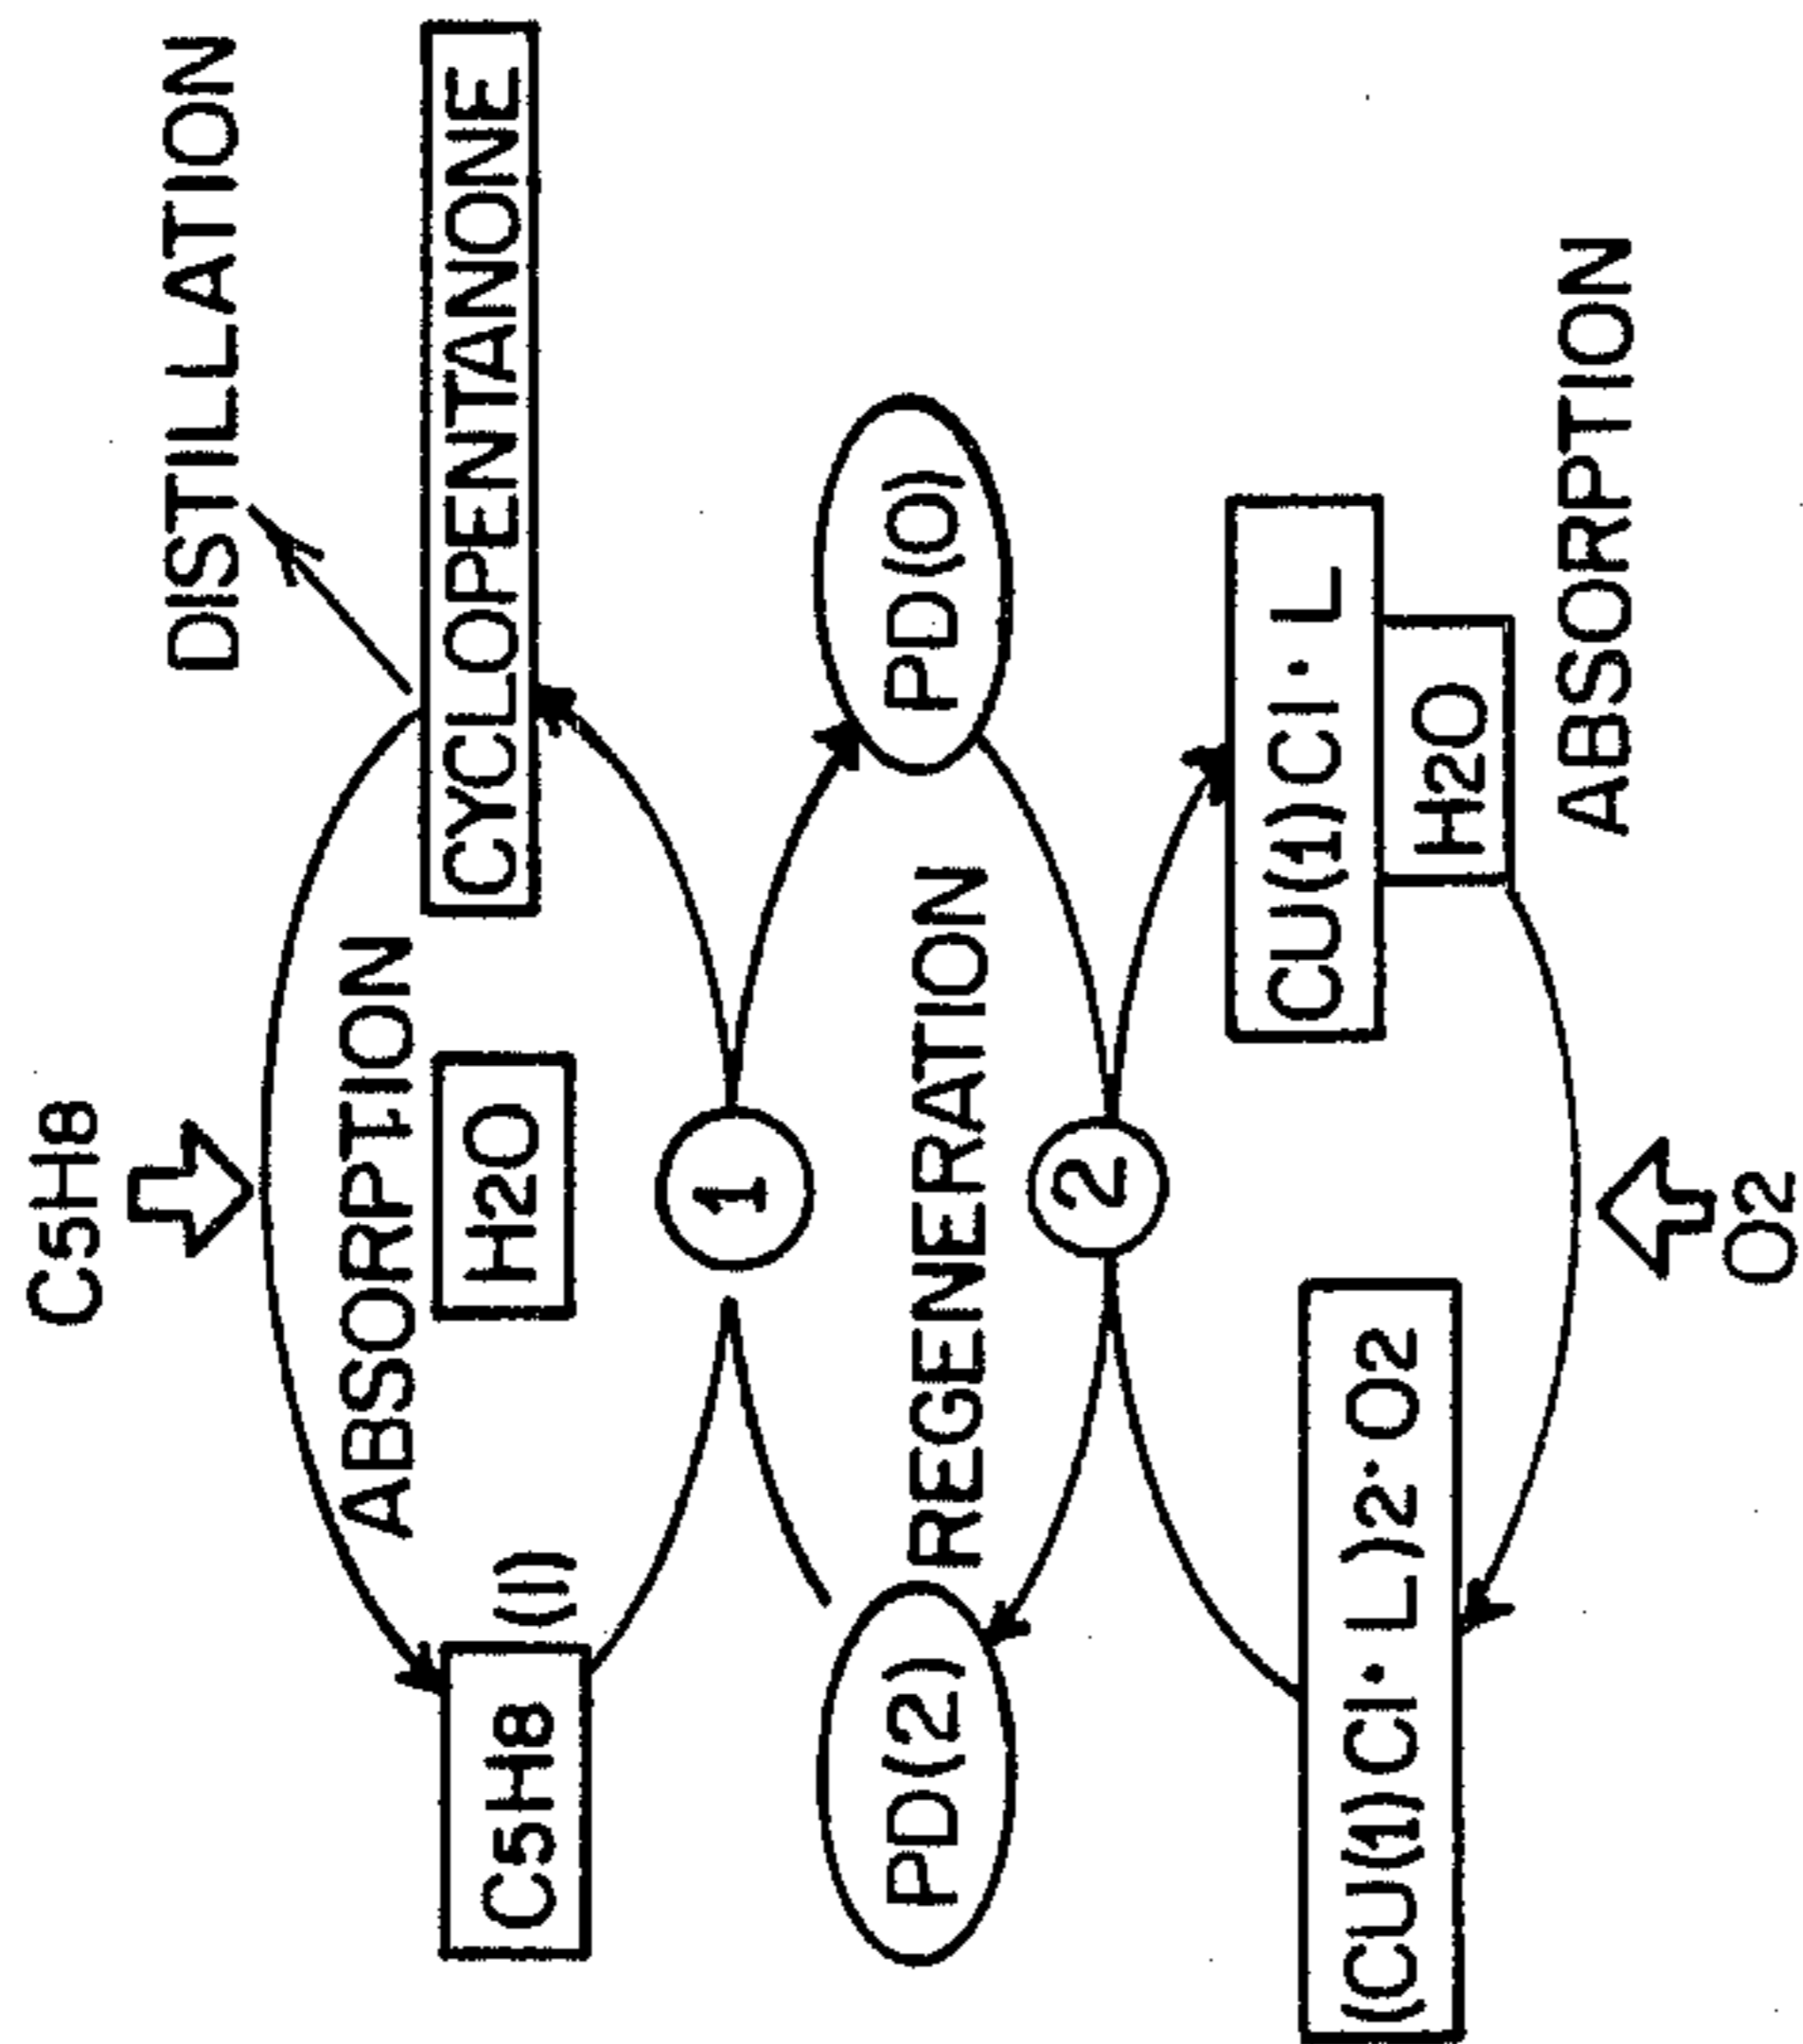 C5H8
DISTILLATION
ABSORPTION
C5H8 (l)
H2O
CYCLOPENTANONE
1
PD(2)
REGENERATION
PD(0)
2
(CU(1)Cl·L)2·O2
CU(1)Cl·L
H2O
ABSORPTION
O2